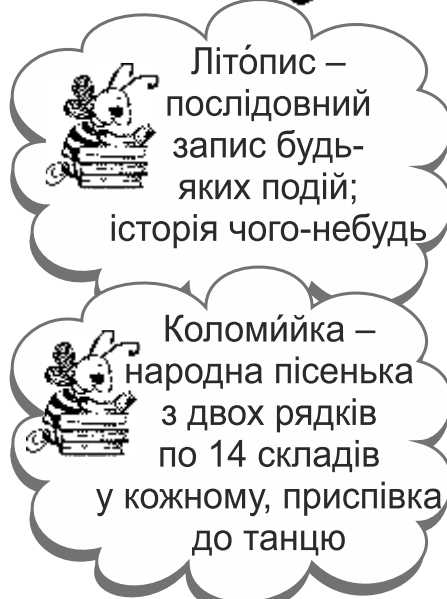 Літо́пис –
послідовний
запис будь-
яких подій;
історія чого-небудь
Коломи́йка –
народна пісенька
з двох рядків
по 14 складів
у кожному, приспівка
до танцю